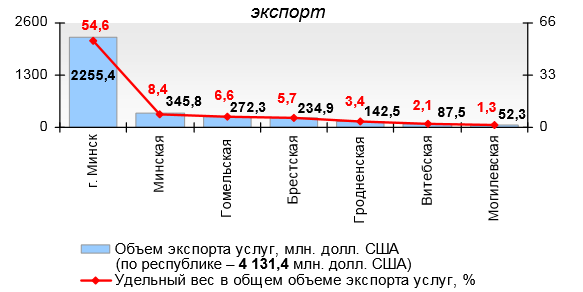 экспорт
2600
1300
0
66
33
0
54,6
8,4
6,6
5,7
3,4
2,1
1,3
2255,4
345,8
272,3
234,9
142,5
87,5
52,3
г. Минск
Минская
Гомельская
Брестская
Гродненская
Витебская
Могилевская
Объем экспорта услуг, млн. долл. США
(по республике – 4 131,4 млн. долл. США)
Удельный вес в общем объеме экспорта услуг, %